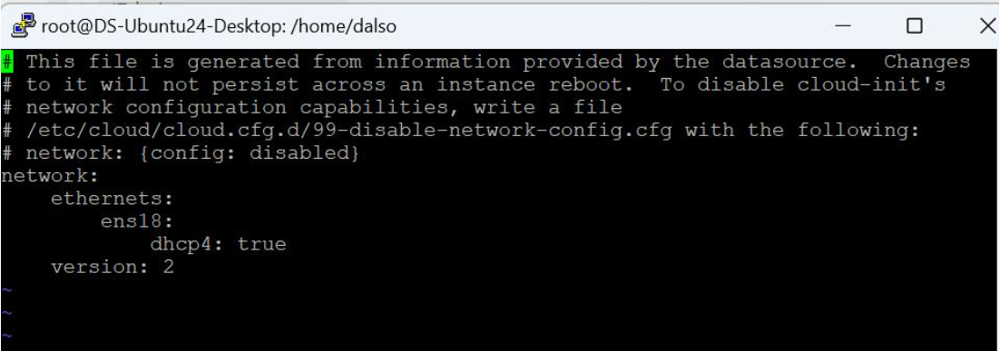 root@DS-Ubuntu24-Desktop: /home/dalso
# This file is generated from information provided by the datasource.  Changes
# to it will not persist across an instance reboot.  To disable cloud-init's
# network configuration capabilities, write a file
# /etc/cloud/cloud.cfg.d/99-disable-network-config.cfg with the following:
# network: {config: disabled}
network:
    ethernets:
        ens18:
            dhcp4: true
    version: 2
~
~
~